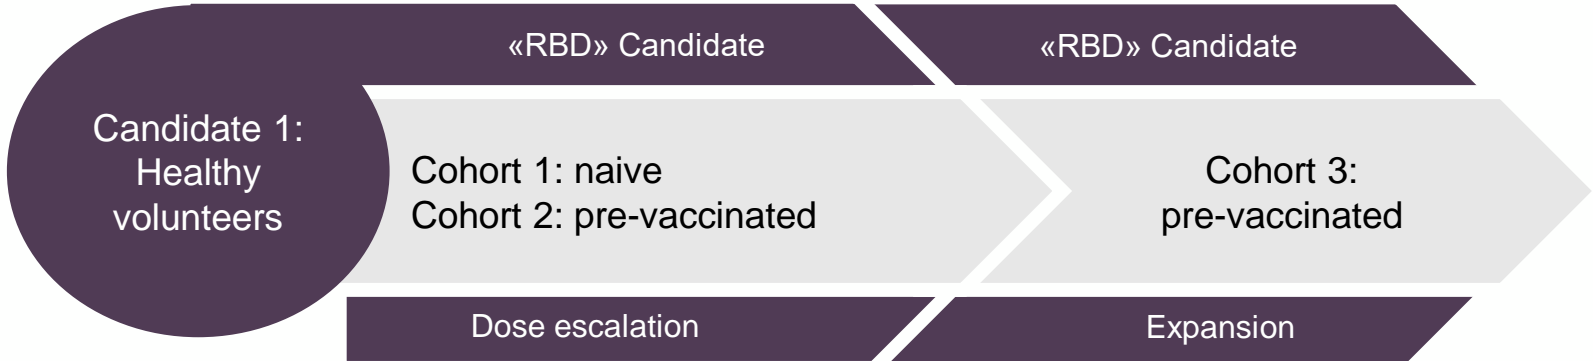 «RBD» Candidate
«RBD» Candidate
Candidate 1:
Healthy
volunteers
Cohort 1: naive
Cohort 2: pre-vaccinated
Cohort 3:
pre-vaccinated
Dose escalation
Expansion